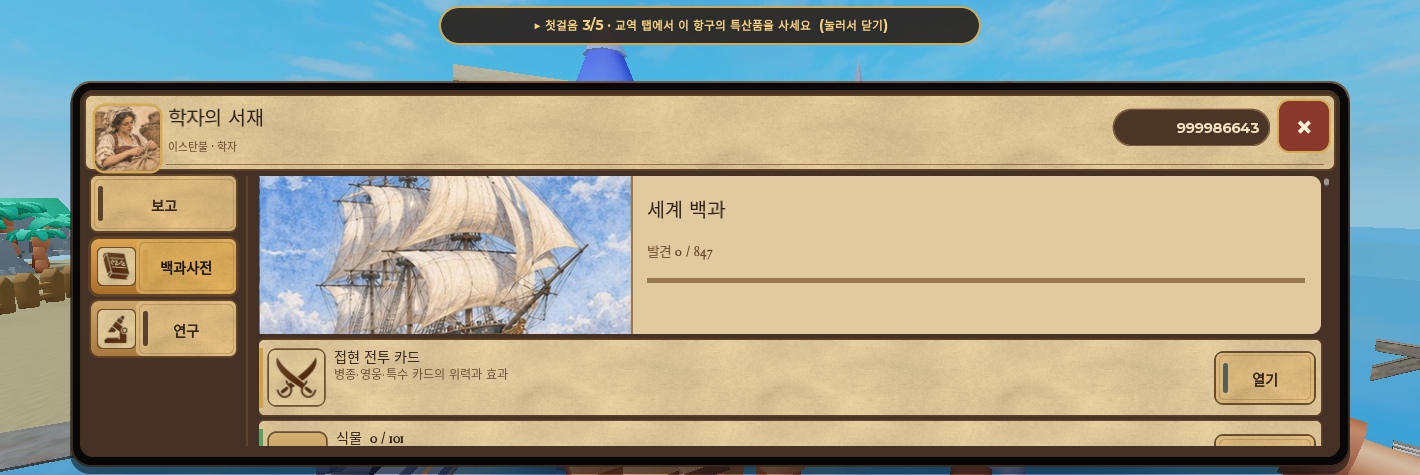 ▸ 첫걸음 3/5 · 교역 탭에서 이 항구의 특산품을 사세요 (눌러서 닫기)
학자의 서재
이스탄불 · 학자
999986643
×
보고
백과사전
연구
세계 백과
발견 0 / 847
접현 전투 카드
병종·영웅·특수 카드의 위력과 효과
열기
식물 0 / 101